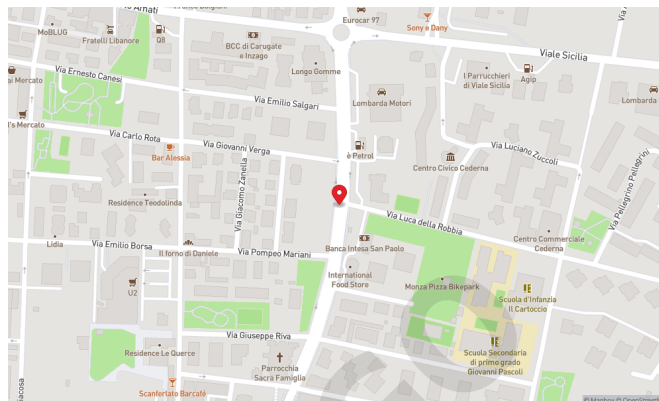 Eurocar 97
MoBLUG
Fratelli Libanore
Q8
BCC di Carugate
e Inzago
Sony e Dany
Viale Sicilia
Longo Gomme
I Parrucchieri
di Viale Sicilia
Agip
Via Ernesto Canesi
Mercato
Via Emilio Salgari
Lombarda Motori
Lombarda
Mercato
Via Carlo Rota
Via Giovanni Verga
è Petrol
Bar Alessia
Via Luciano Zuccoli
Centro Civico Cederna
Via Pellegrino Pellegrini
Via Giacomo Zanella
Residence Teodolinda
Via Luca della Robbia
Lidia
Via Emilio Borsa
Il forno di Daniele
Via Pompeo Mariani
Banca Intesa San Paolo
Centro Commerciale
Cederna
U2
International
Food Store
Monza Pizza Bikepark
Scuola d'Infanzia
Il Cartoccio
Via Giuseppe Riva
Residence Le Querce
Parrocchia
Sacra Famiglia
Scuola Secondaria
di primo grado
Giovanni Pascoli
Scanferlato Barcafé
© Mapbox © OpenStreet